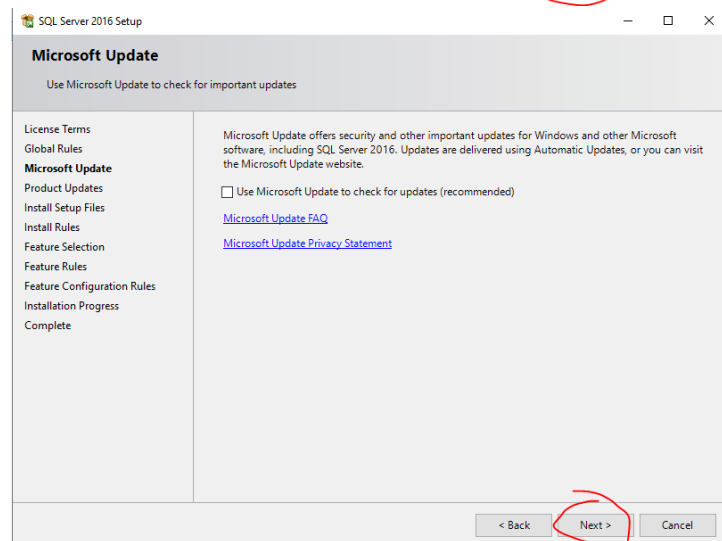 SQL Server 2016 Setup
Microsoft Update
Use Microsoft Update to check for important updates
License Terms
Global Rules
Microsoft Update
Product Updates
Install Setup Files
Install Rules
Feature Selection
Feature Rules
Feature Configuration Rules
Installation Progress
Complete
Microsoft Update offers security and other important updates for Windows and other Microsoft
software, including SQL Server 2016. Updates are delivered using Automatic Updates, or you can visit
the Microsoft Update website.
Use Microsoft Update to check for updates (recommended)
Microsoft Update FAQ
Microsoft Update Privacy Statement
< Back Next > Cancel